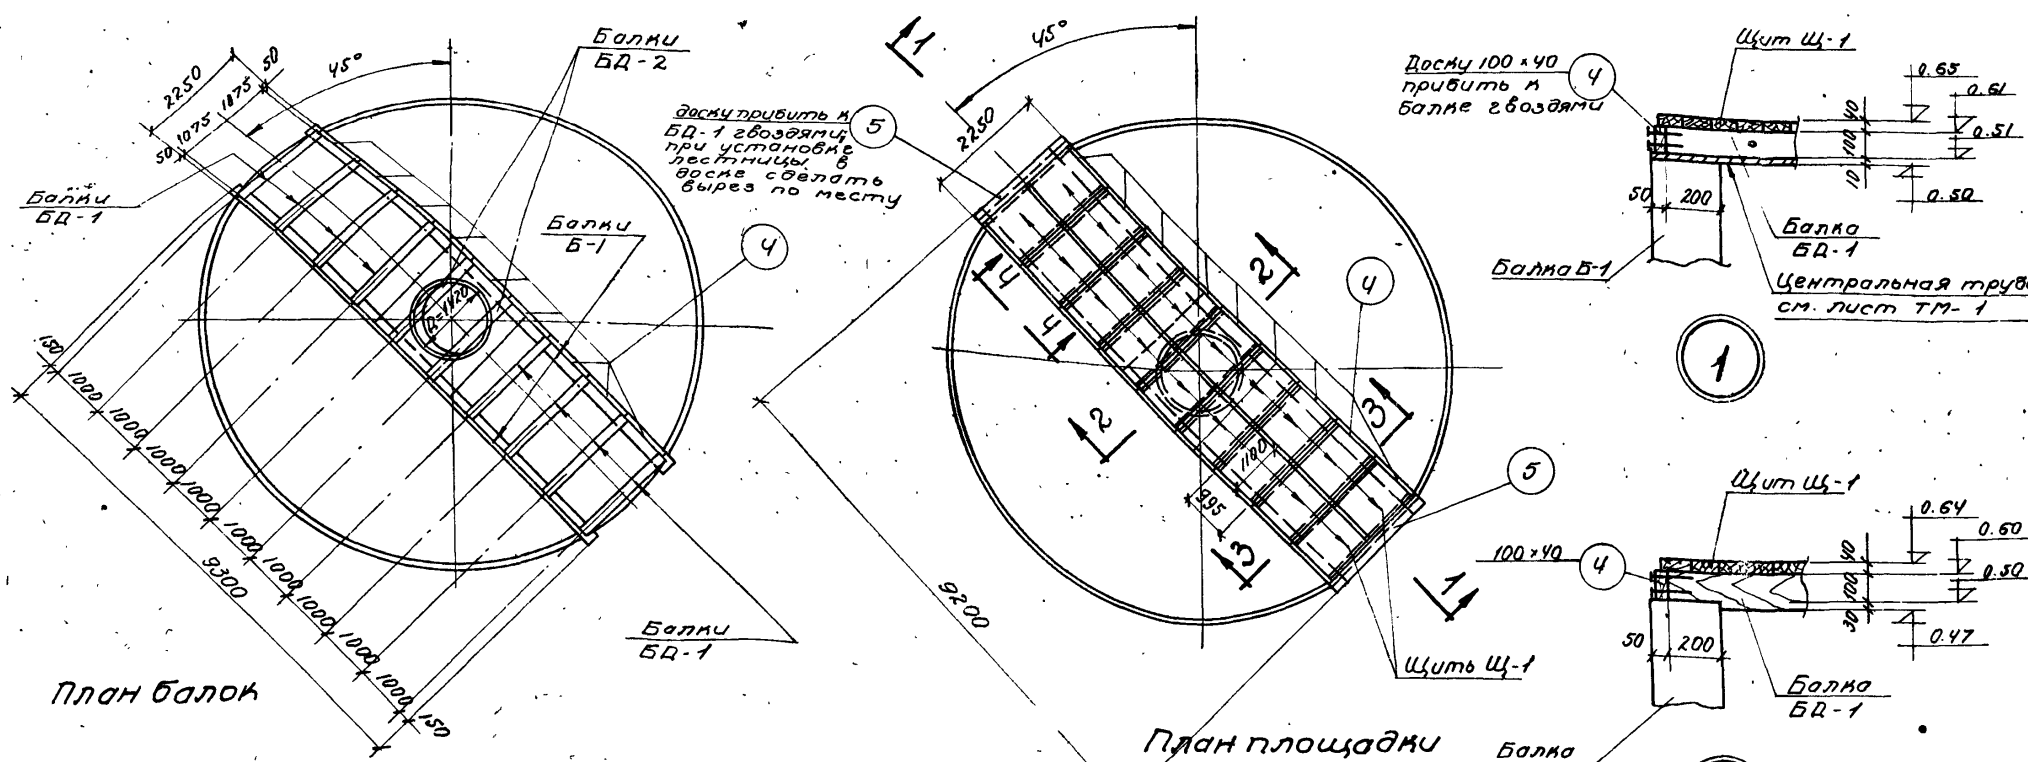 2250
50
1075
1075
50
45°
Балки
БД-2
Балки
БД-1
Балки
Б-1
4
D=1420
150
1000
1000
1000
1000
1000
1000
1000
1000
1000
150
9300
Балки
БД-1
План балок
1
45°
2250
доску прибить к
БД-1 гвоздями;
при установке
лестницы в
доске сделать
вырез по месту
5
4
4
2
2
4
3
3
1100
995
5
1
9200
Щиты Щ-1
План площадки
Доску 100×40
прибить к
балке гвоздями
4
Щит Щ-1
0.65
0.61
0.51
0.50
40
100
10
50
200
Балка
БД-1
Балка Б-1
Центральная труба
см. лист ТМ-1
1
Щит Щ-1
100×40
4
0.64
0.60
0.50
0.47
40
100
30
50
200
Балка
БД-1
Балка